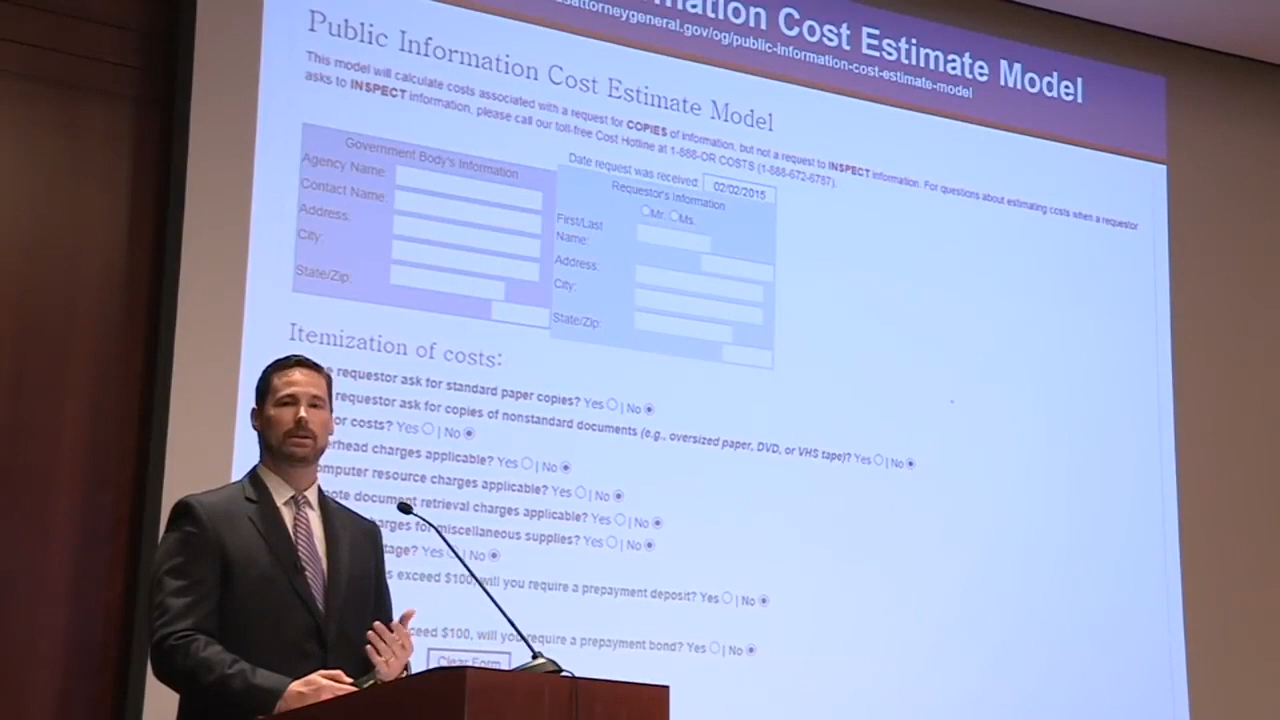 Cost Estimate Model
sattorneygeneral.gov/og/public-information-cost-estimate-model
Public Information Cost Estimate Model
This model will calculate costs associated with a request for COPIES of information, but not a request to INSPECT information. For questions about estimating costs when a requestor
asks to INSPECT information, please call our toll-free Cost Hotline at 1-888-OR COSTS (1-888-672-6787).
Date request was received: 02/02/2015
Government Body's Information
Agency Name:
Contact Name:
Address:
City:
State/Zip:
Requestor's Information
Mr. Ms.
First/Last
Name:
Address:
City:
State/Zip:
Itemization of costs:
requestor ask for standard paper copies? Yes | No
requestor ask for copies of nonstandard documents (e.g., oversized paper, DVD, or VHS tape)? Yes | No
or costs? Yes | No
rhead charges applicable? Yes | No
omputer resource charges applicable? Yes | No
ote document retrieval charges applicable? Yes | No
arges for miscellaneous supplies? Yes | No
tage? Yes | No
s exceed $100, will you require a prepayment deposit? Yes | No
ceed $100, will you require a prepayment bond? Yes | No
Clear Form